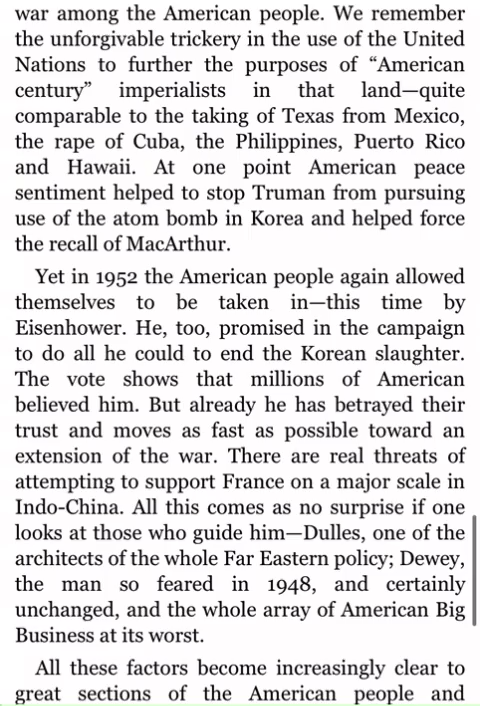 war among the American people. We remember
the unforgivable trickery in the use of the United
Nations to further the purposes of “American
century” imperialists in that land—quite
comparable to the taking of Texas from Mexico,
the rape of Cuba, the Philippines, Puerto Rico
and Hawaii. At one point American peace
sentiment helped to stop Truman from pursuing
use of the atom bomb in Korea and helped force
the recall of MacArthur.
Yet in 1952 the American people again allowed
themselves to be taken in—this time by
Eisenhower. He, too, promised in the campaign
to do all he could to end the Korean slaughter.
The vote shows that millions of American
believed him. But already he has betrayed their
trust and moves as fast as possible toward an
extension of the war. There are real threats of
attempting to support France on a major scale in
Indo-China. All this comes as no surprise if one
looks at those who guide him—Dulles, one of the
architects of the whole Far Eastern policy; Dewey,
the man so feared in 1948, and certainly
unchanged, and the whole array of American Big
Business at its worst.
All these factors become increasingly clear to
great sections of the American people and